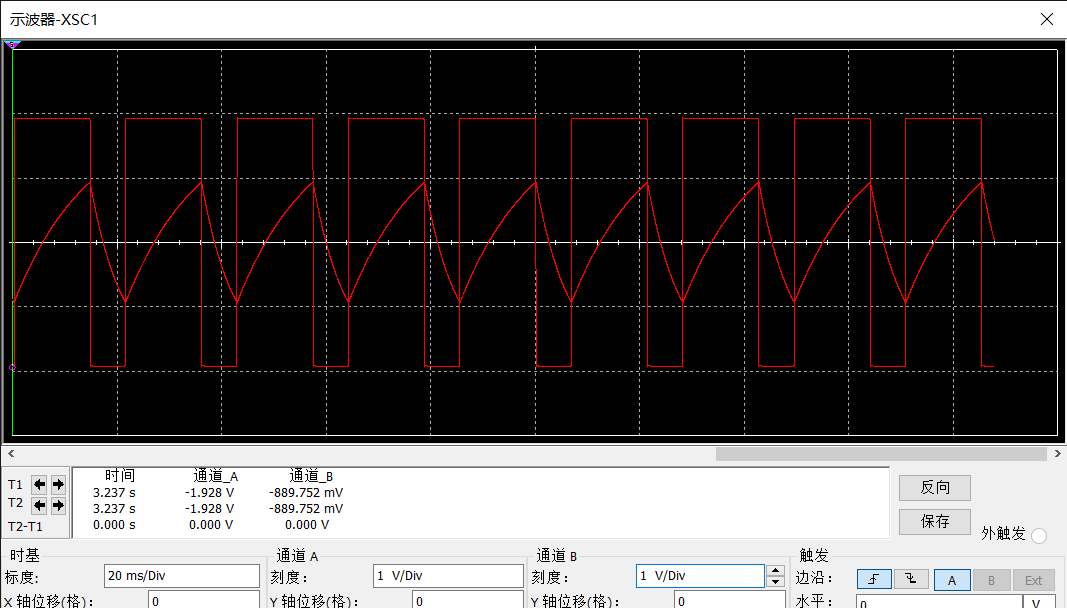 示波器-XSC1
时间 通道_A 通道_B
T1 3.237 s -1.928 V -889.752 mV
T2 3.237 s -1.928 V -889.752 mV
T2-T1 0.000 s 0.000 V 0.000 V
反向
保存
外触发
时基
标度: 20 ms/Div
X 轴位移(格): 0
通道 A
刻度: 1 V/Div
Y 轴位移(格): 0
通道 B
刻度: 1 V/Div
Y 轴位移(格): 0
触发
边沿: A B Ext
水平: 0 V